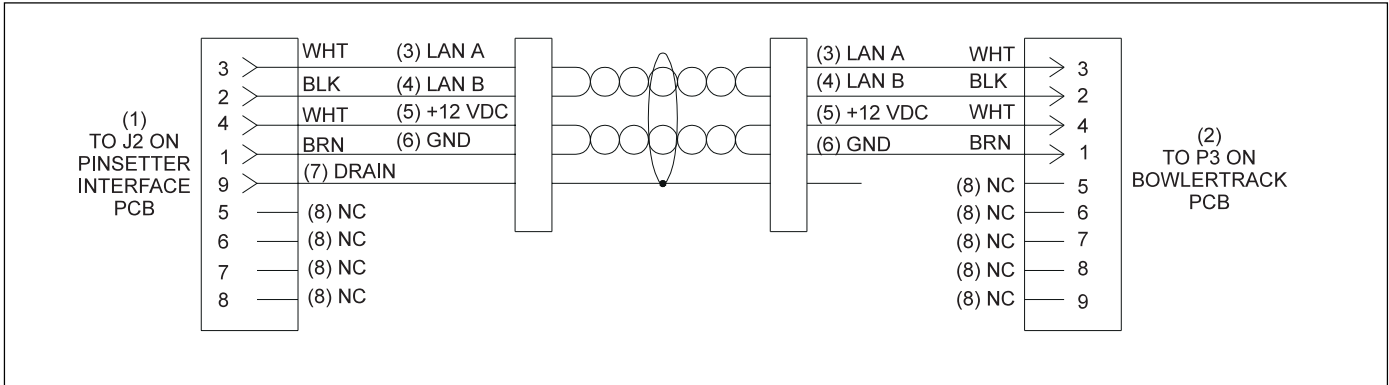 (1)
TO J2 ON
PINSETTER
INTERFACE
PCB
3 WHT (3) LAN A
2 BLK (4) LAN B
4 WHT (5) +12 VDC
1 BRN (6) GND
9 (7) DRAIN
5 (8) NC
6 (8) NC
7 (8) NC
8 (8) NC
(3) LAN A WHT 3
(4) LAN B BLK 2
(5) +12 VDC WHT 4
(6) GND BRN 1
(8) NC 5
(8) NC 6
(8) NC 7
(8) NC 8
(8) NC 9
(2)
TO P3 ON
BOWLERTRACK
PCB